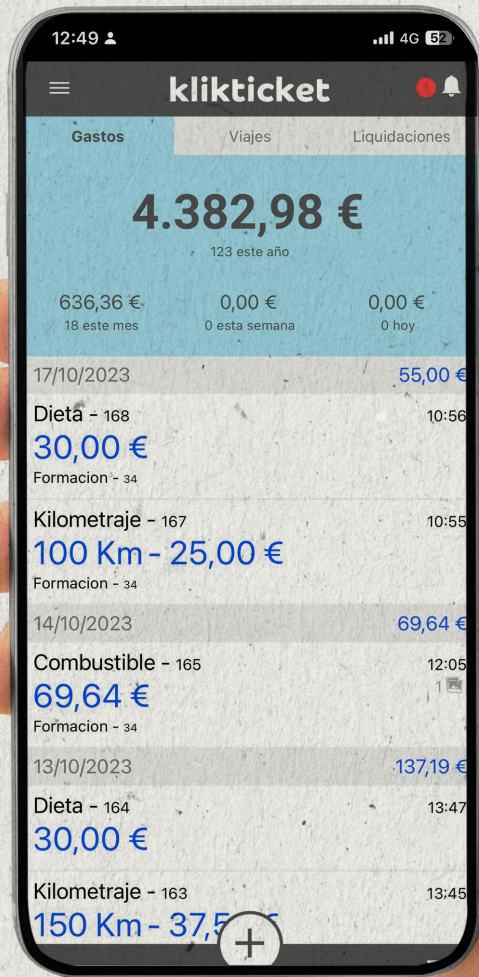 12:49 4G 52
klikticket
Gastos Viajes Liquidaciones
4.382,98 €
123 este año
636,36 € 0,00 € 0,00 €
18 este mes 0 esta semana 0 hoy
17/10/2023 55,00 €
Dieta - 168 10:56
30,00 €
Formacion - 34
Kilometraje - 167 10:55
100 Km - 25,00 €
Formacion - 34
14/10/2023 69,64 €
Combustible - 165 12:05
69,64 € 1
Formacion - 34
13/10/2023 137,19 €
Dieta - 164 13:47
30,00 €
Kilometraje - 163 13:45
150 Km - 37,5